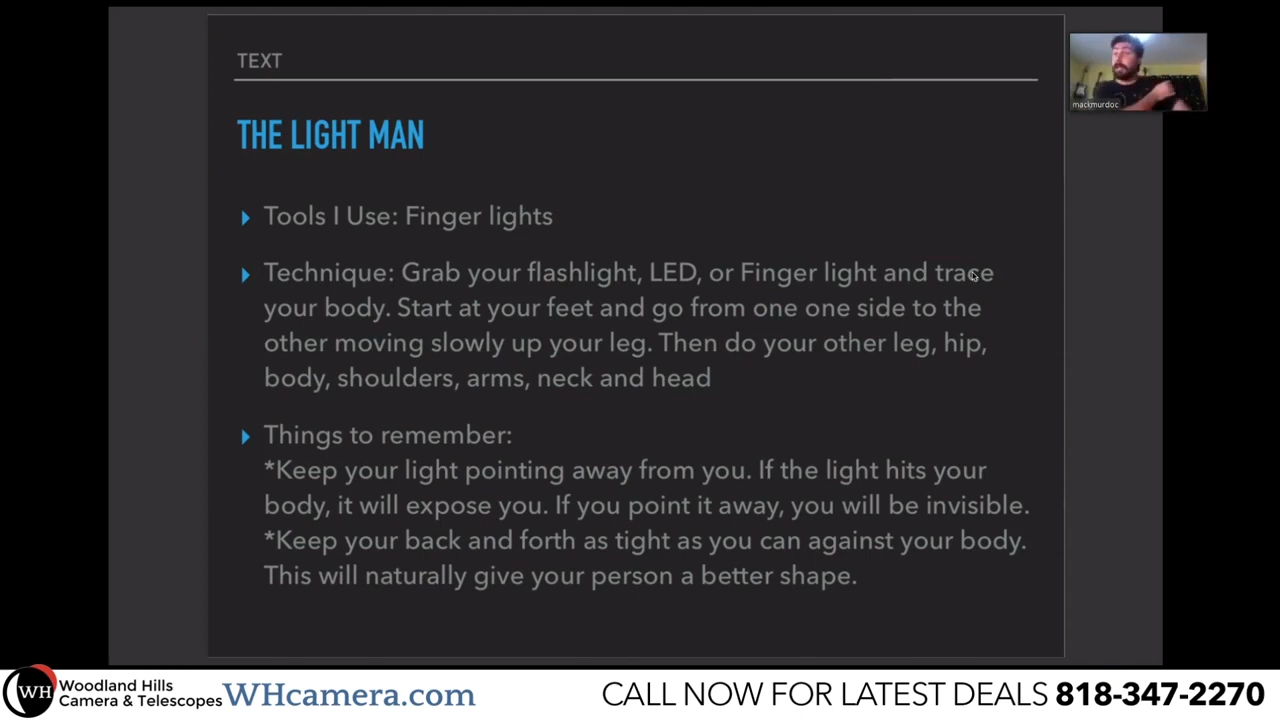 TEXT
mackmurdoc
THE LIGHT MAN
Tools I Use: Finger lights
Technique: Grab your flashlight, LED, or Finger light and trace
your body. Start at your feet and go from one one side to the
other moving slowly up your leg. Then do your other leg, hip,
body, shoulders, arms, neck and head
Things to remember:
*Keep your light pointing away from you. If the light hits your
body, it will expose you. If you point it away, you will be invisible.
*Keep your back and forth as tight as you can against your body.
This will naturally give your person a better shape.
WH
Woodland Hills
Camera & Telescopes
WHcamera.com
CALL NOW FOR LATEST DEALS 818-347-2270